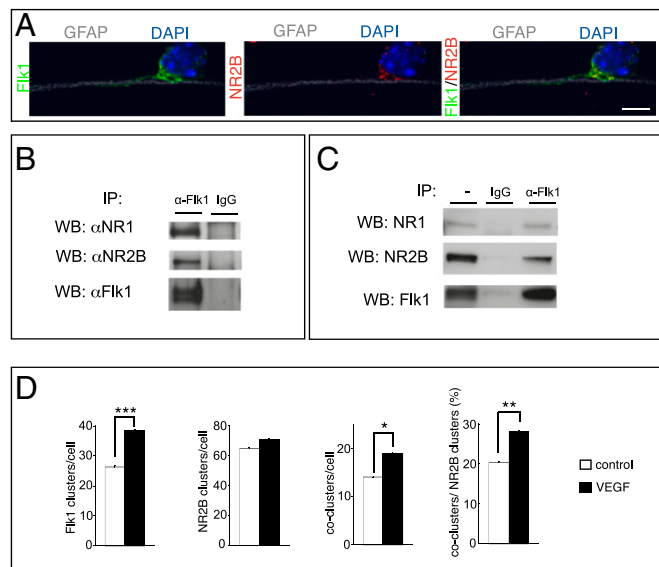 A
GFAP DAPI GFAP DAPI GFAP DAPI
Flk1
NR2B
Flk1/NR2B
B
IP: α-Flk1 IgG
WB: αNR1
WB: αNR2B
WB: αFlk1
C
IP: - IgG α-Flk1
WB: NR1
WB: NR2B
WB: Flk1
D
Flk1 clusters/cell
40
30
20
10
0
***
NR2B clusters/cell
80
60
40
20
0
co-clusters/cell
20
10
0
*
co-clusters/ NR2B clusters (%)
30
20
10
0
**
control
VEGF